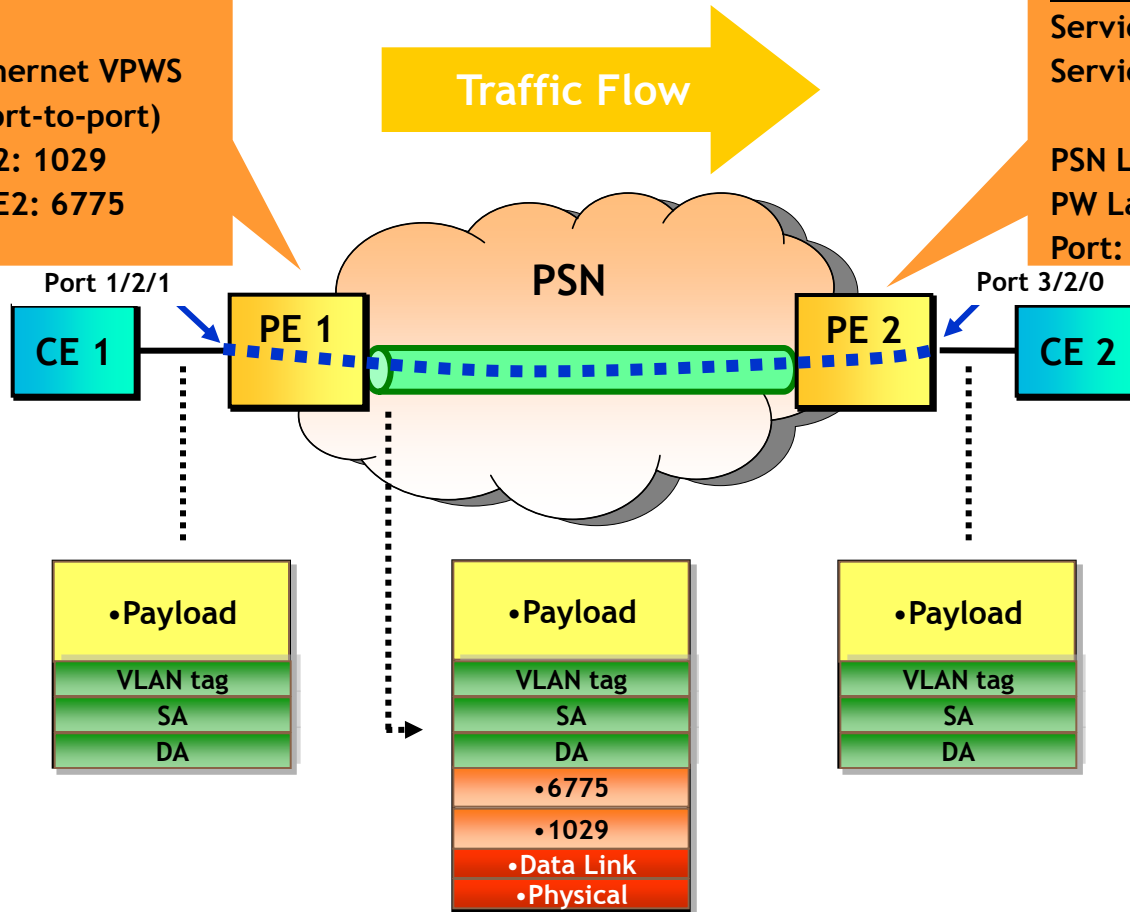 hernet VPWS
ort-to-port)
2: 1029
E2: 6775
Traffic Flow
Servic
Servic
PSN L
PW La
Port:
Port 1/2/1
PSN
Port 3/2/0
CE 1
PE 1
PE 2
CE 2
•Payload
VLAN tag
SA
DA
•Payload
VLAN tag
SA
DA
•6775
•1029
•Data Link
•Physical
•Payload
VLAN tag
SA
DA